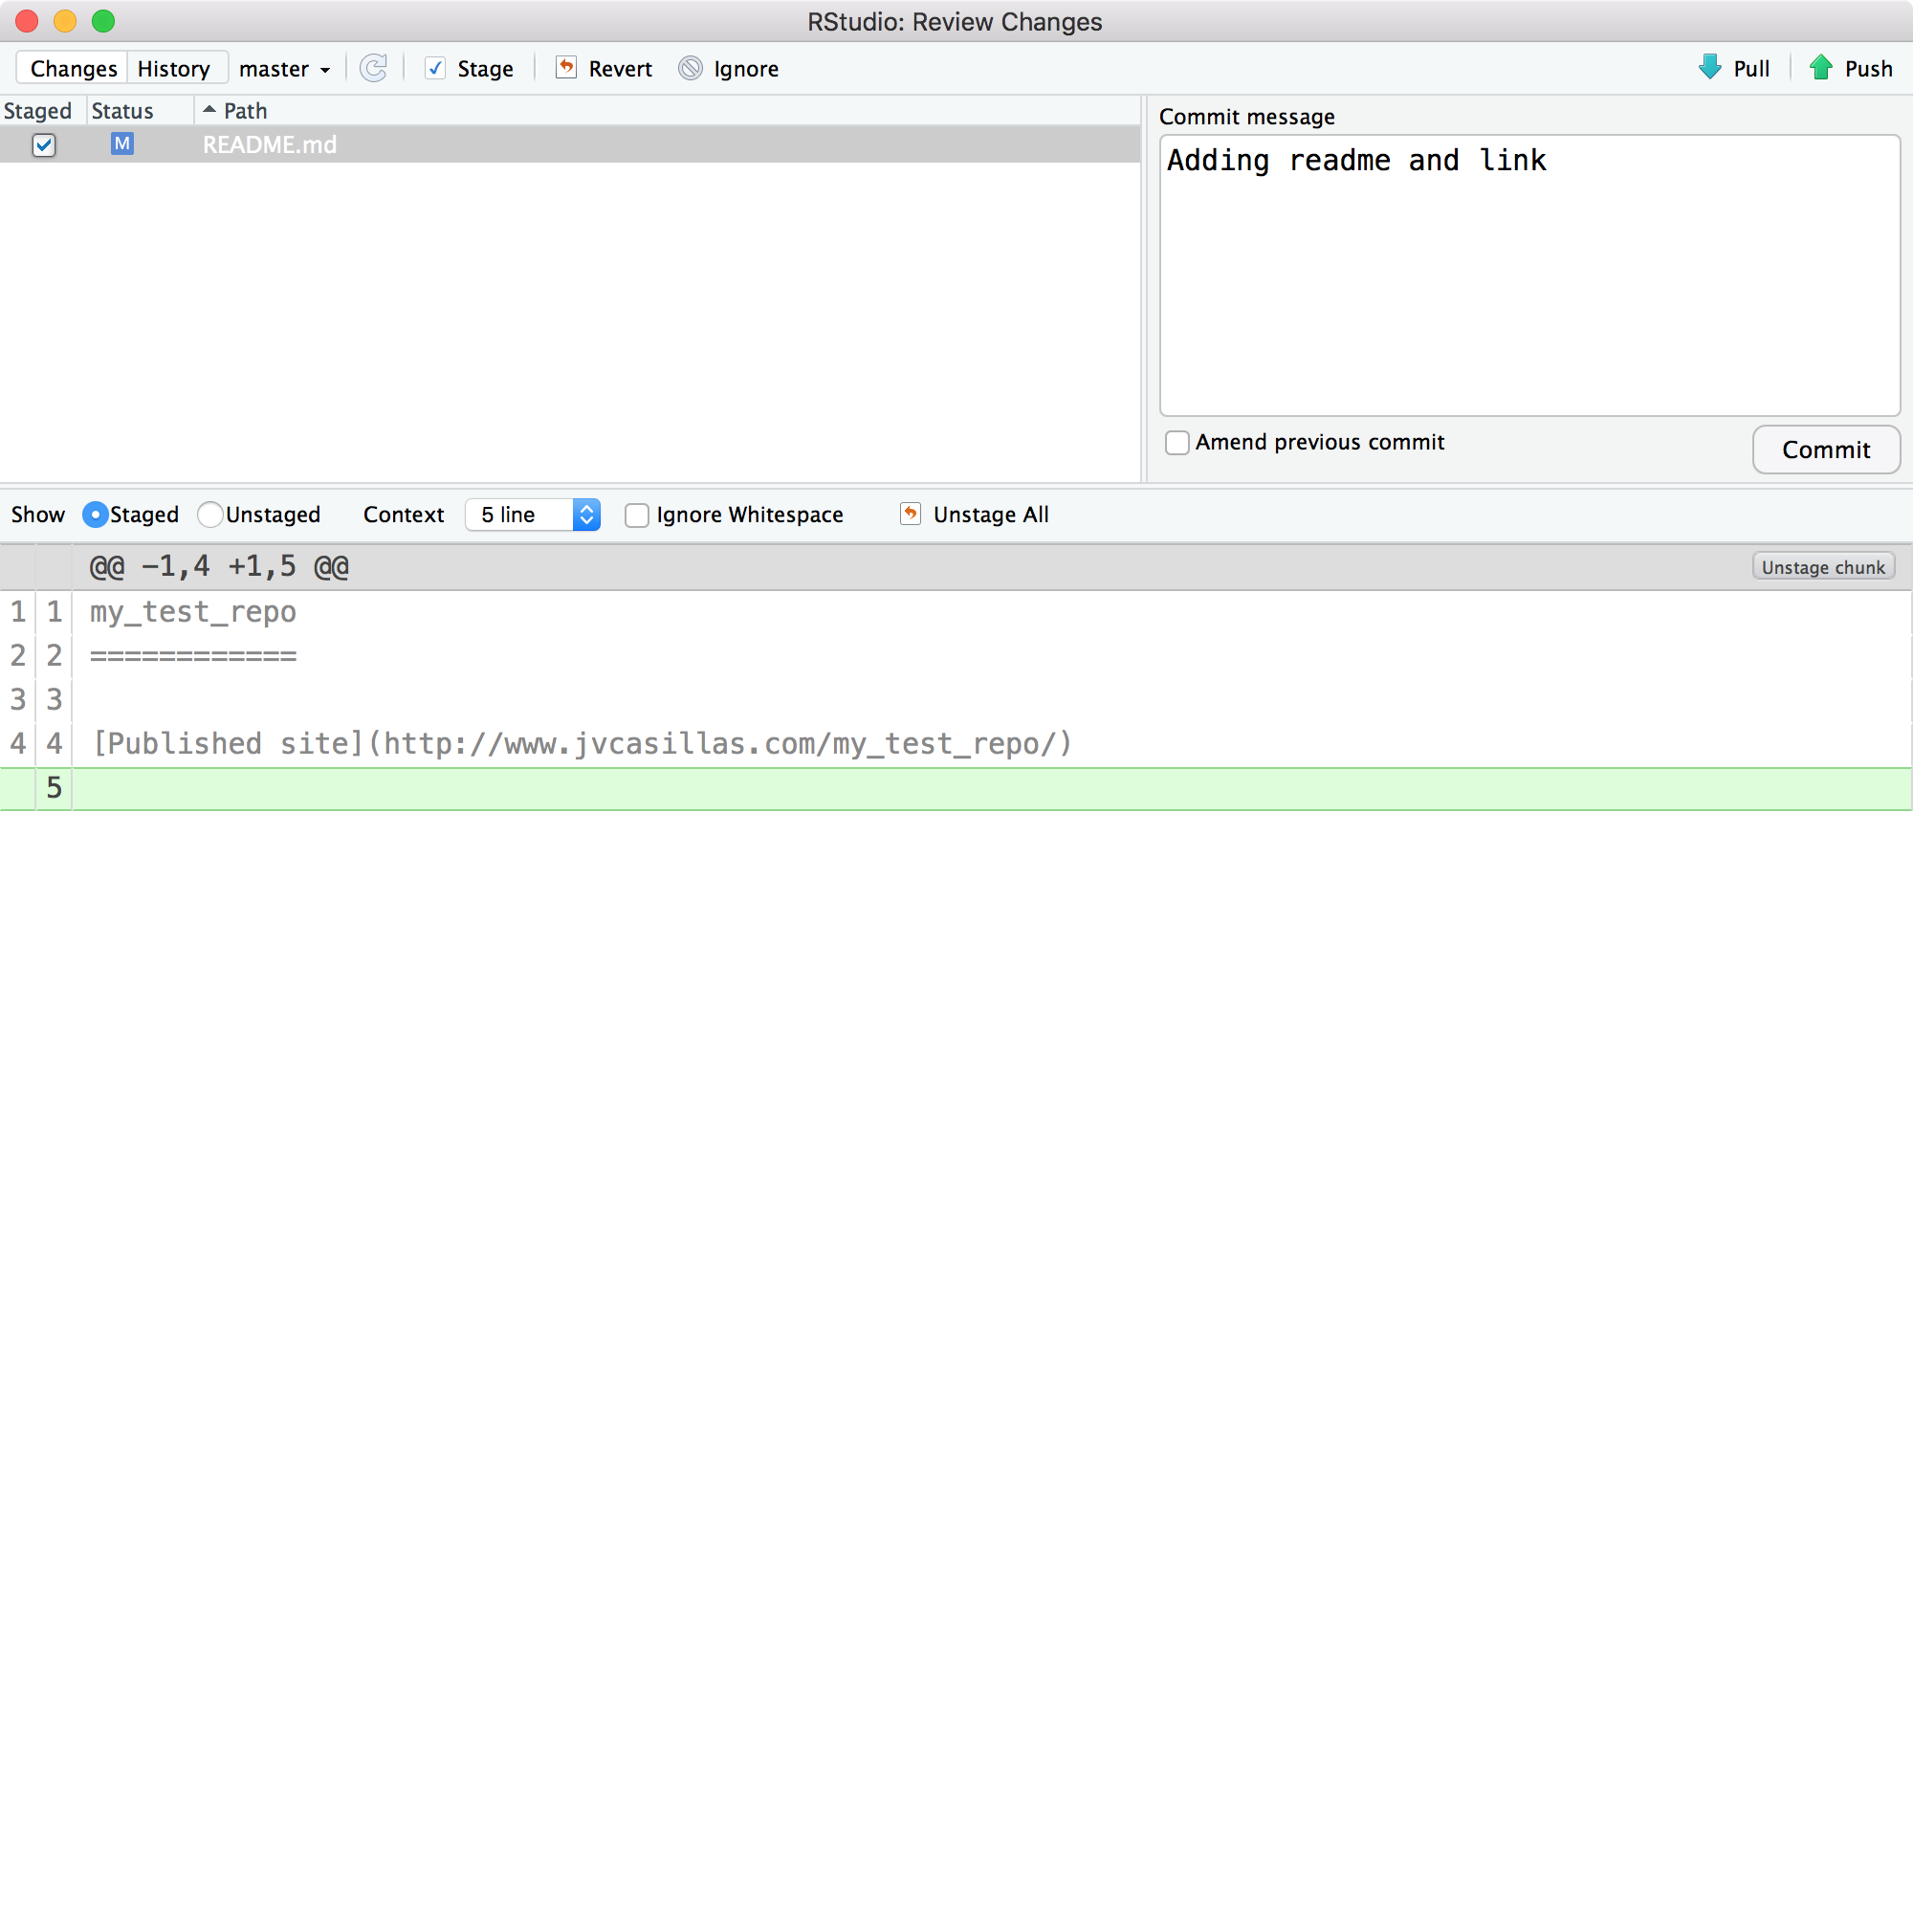 RStudio: Review Changes
Changes History master Stage Revert Ignore Pull Push
Staged Status Path
M README.md
Commit message
Adding readme and link
Amend previous commit Commit
Show Staged Unstaged Context 5 line Ignore Whitespace Unstage All
@@ -1,4 +1,5 @@ Unstage chunk
1 1 my_test_repo
2 2 ============
3 3
4 4 [Published site](http://www.jvcasillas.com/my_test_repo/)
5